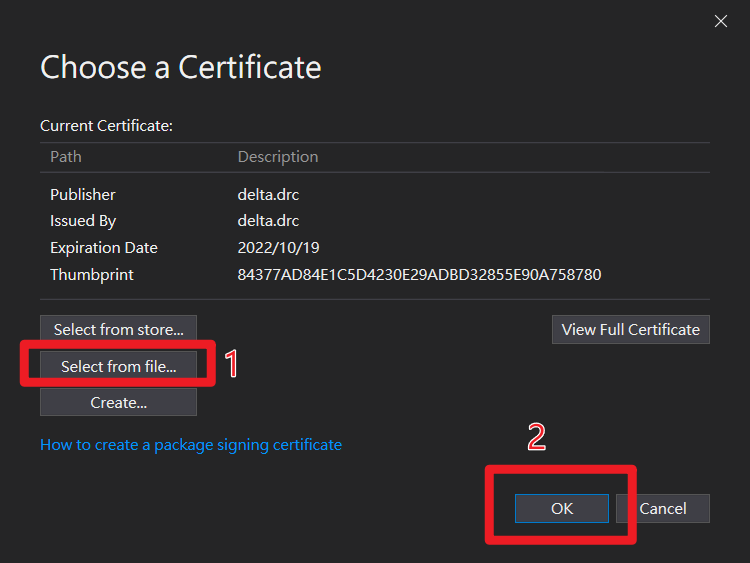 Choose a Certificate
Current Certificate:
Path Description
Publisher delta.drc
Issued By delta.drc
Expiration Date 2022/10/19
Thumbprint 84377AD84E1C5D4230E29ADBD32855E90A758780
Select from store... View Full Certificate
Select from file... 1
Create...
How to create a package signing certificate
2
OK Cancel